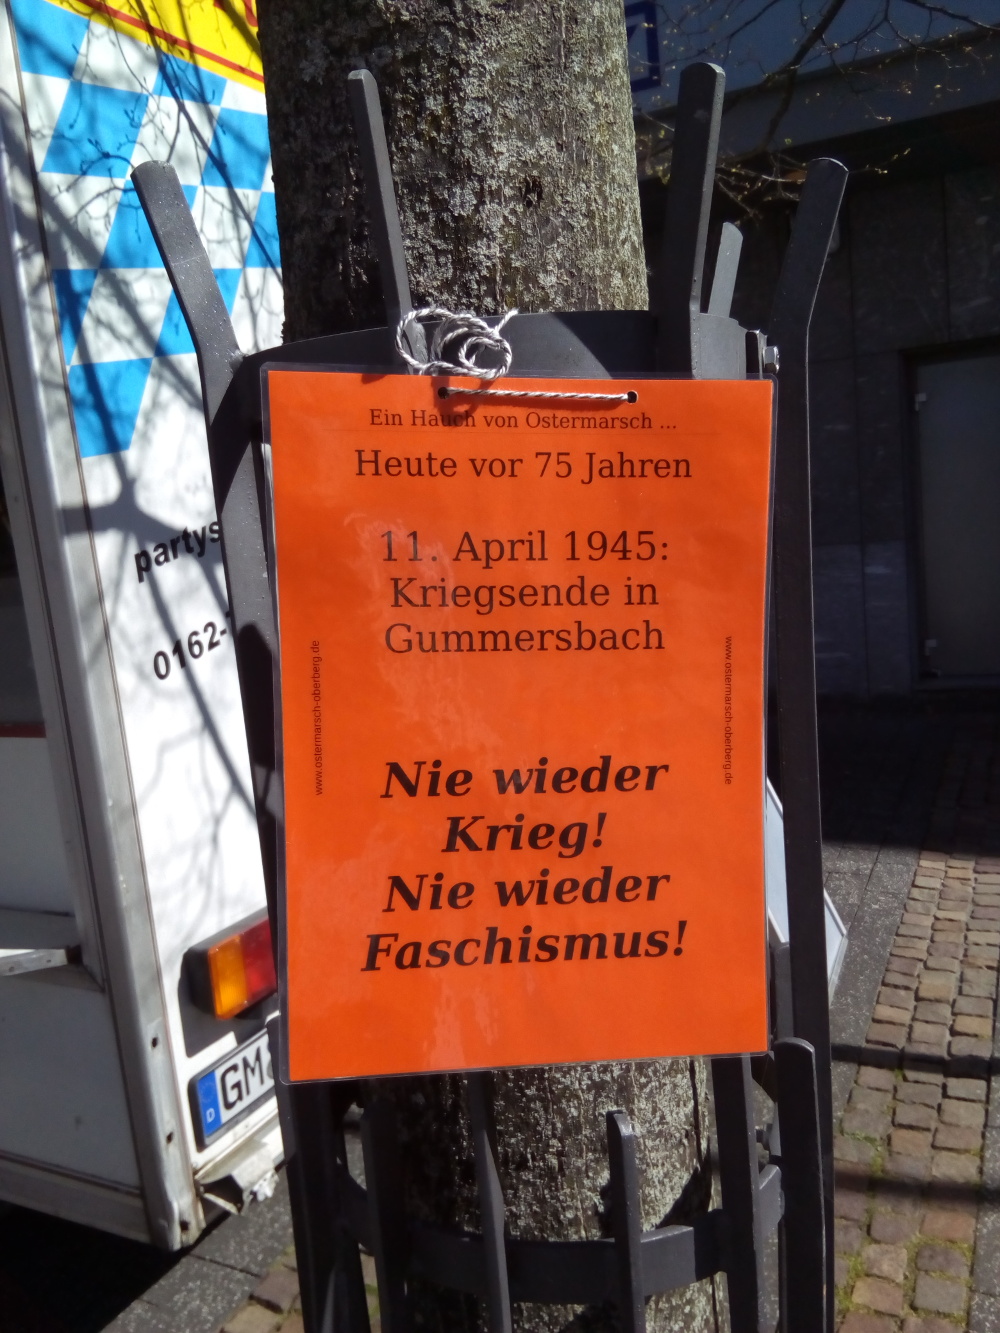 Ein Hauch von Ostermarsch ...
Heute vor 75 Jahren
11. April 1945:
Kriegsende in
Gummersbach
www.ostermarsch-oberberg.de
www.ostermarsch-oberberg.de
Nie wieder
Krieg!
Nie wieder
Faschismus!
partys
0162-
D
GM